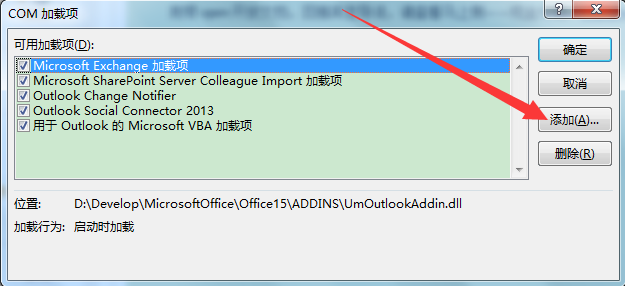 COM 加载项
可用加载项(D):
Microsoft Exchange 加载项
Microsoft SharePoint Server Colleague Import 加载项
Outlook Change Notifier
Outlook Social Connector 2013
用于 Outlook 的 Microsoft VBA 加载项
确定
取消
添加(A)...
删除(R)
位置: D:\Develop\MicrosoftOffice\Office15\ADDINS\UmOutlookAddin.dll
加载行为: 启动时加载